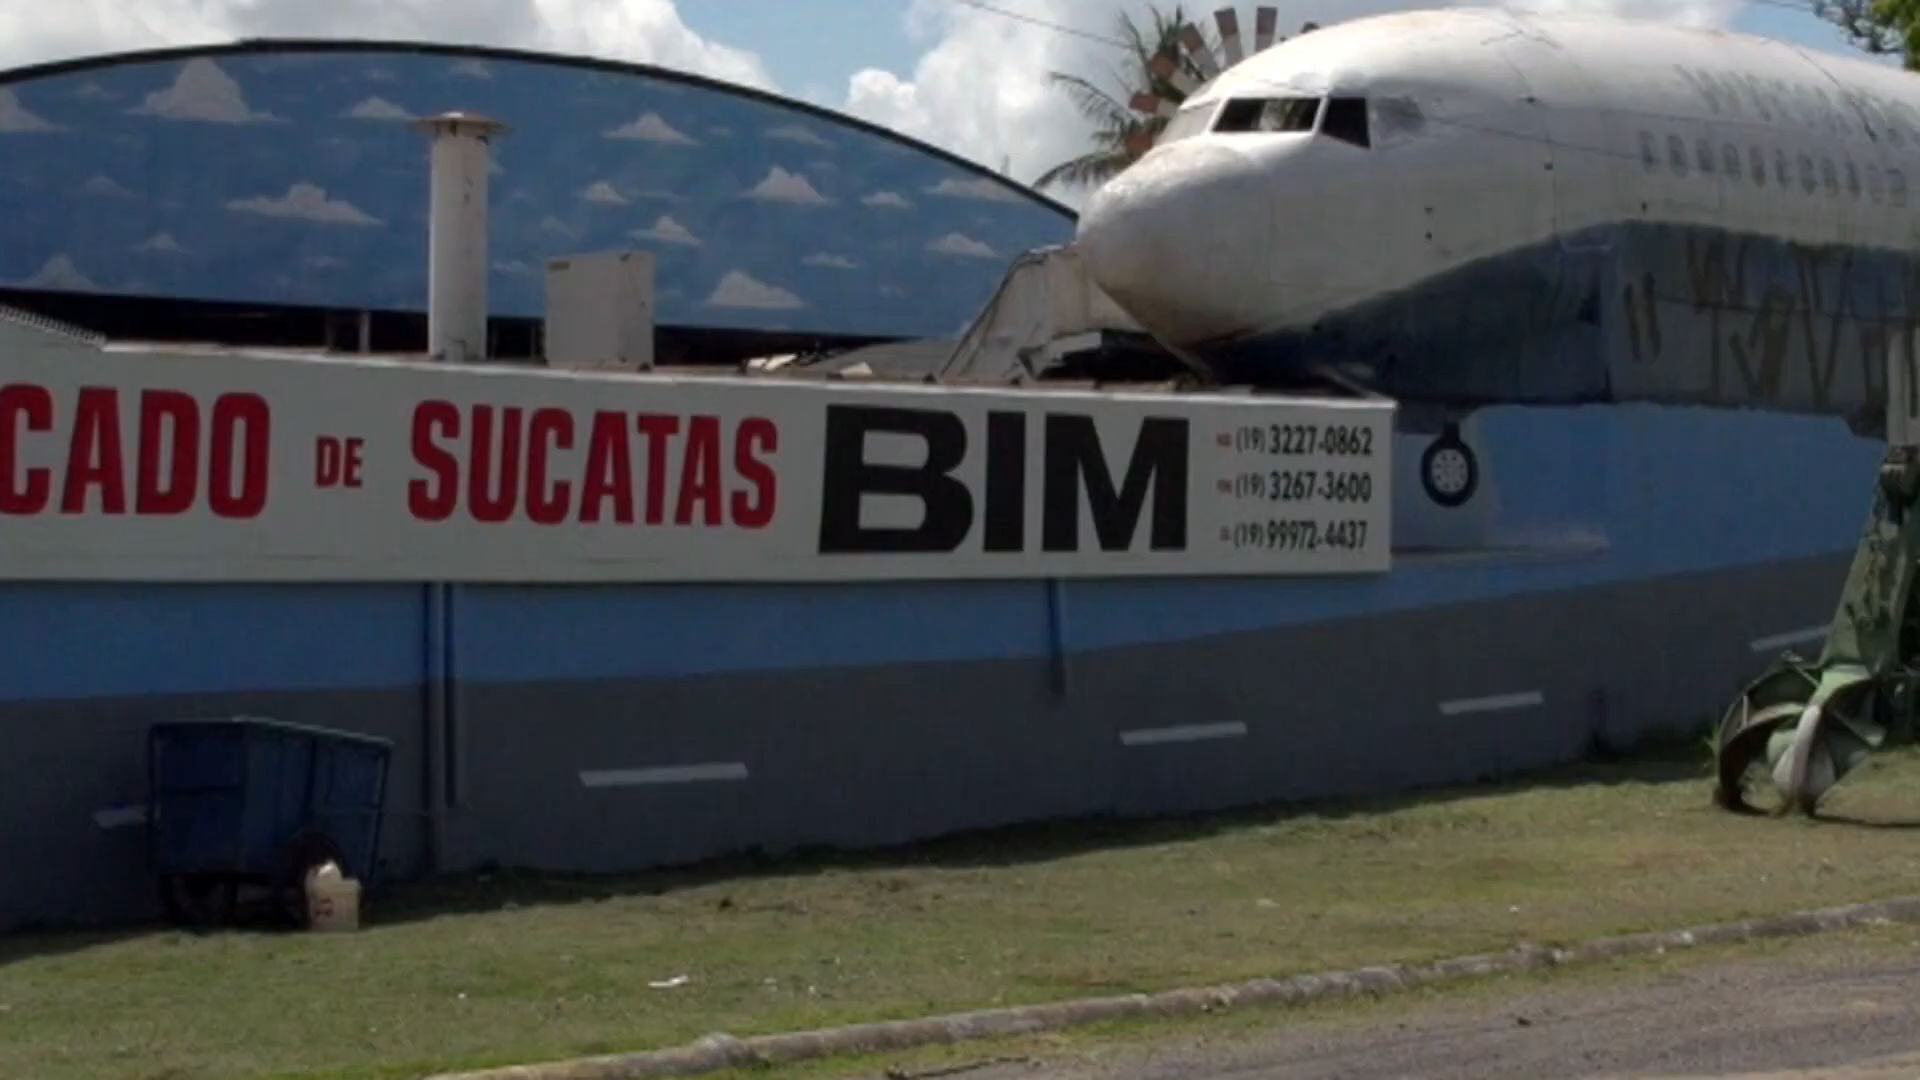 CADO DE SUCATAS BIM
(19) 3227-0862
(19) 3267-3600
(19) 99972-4437